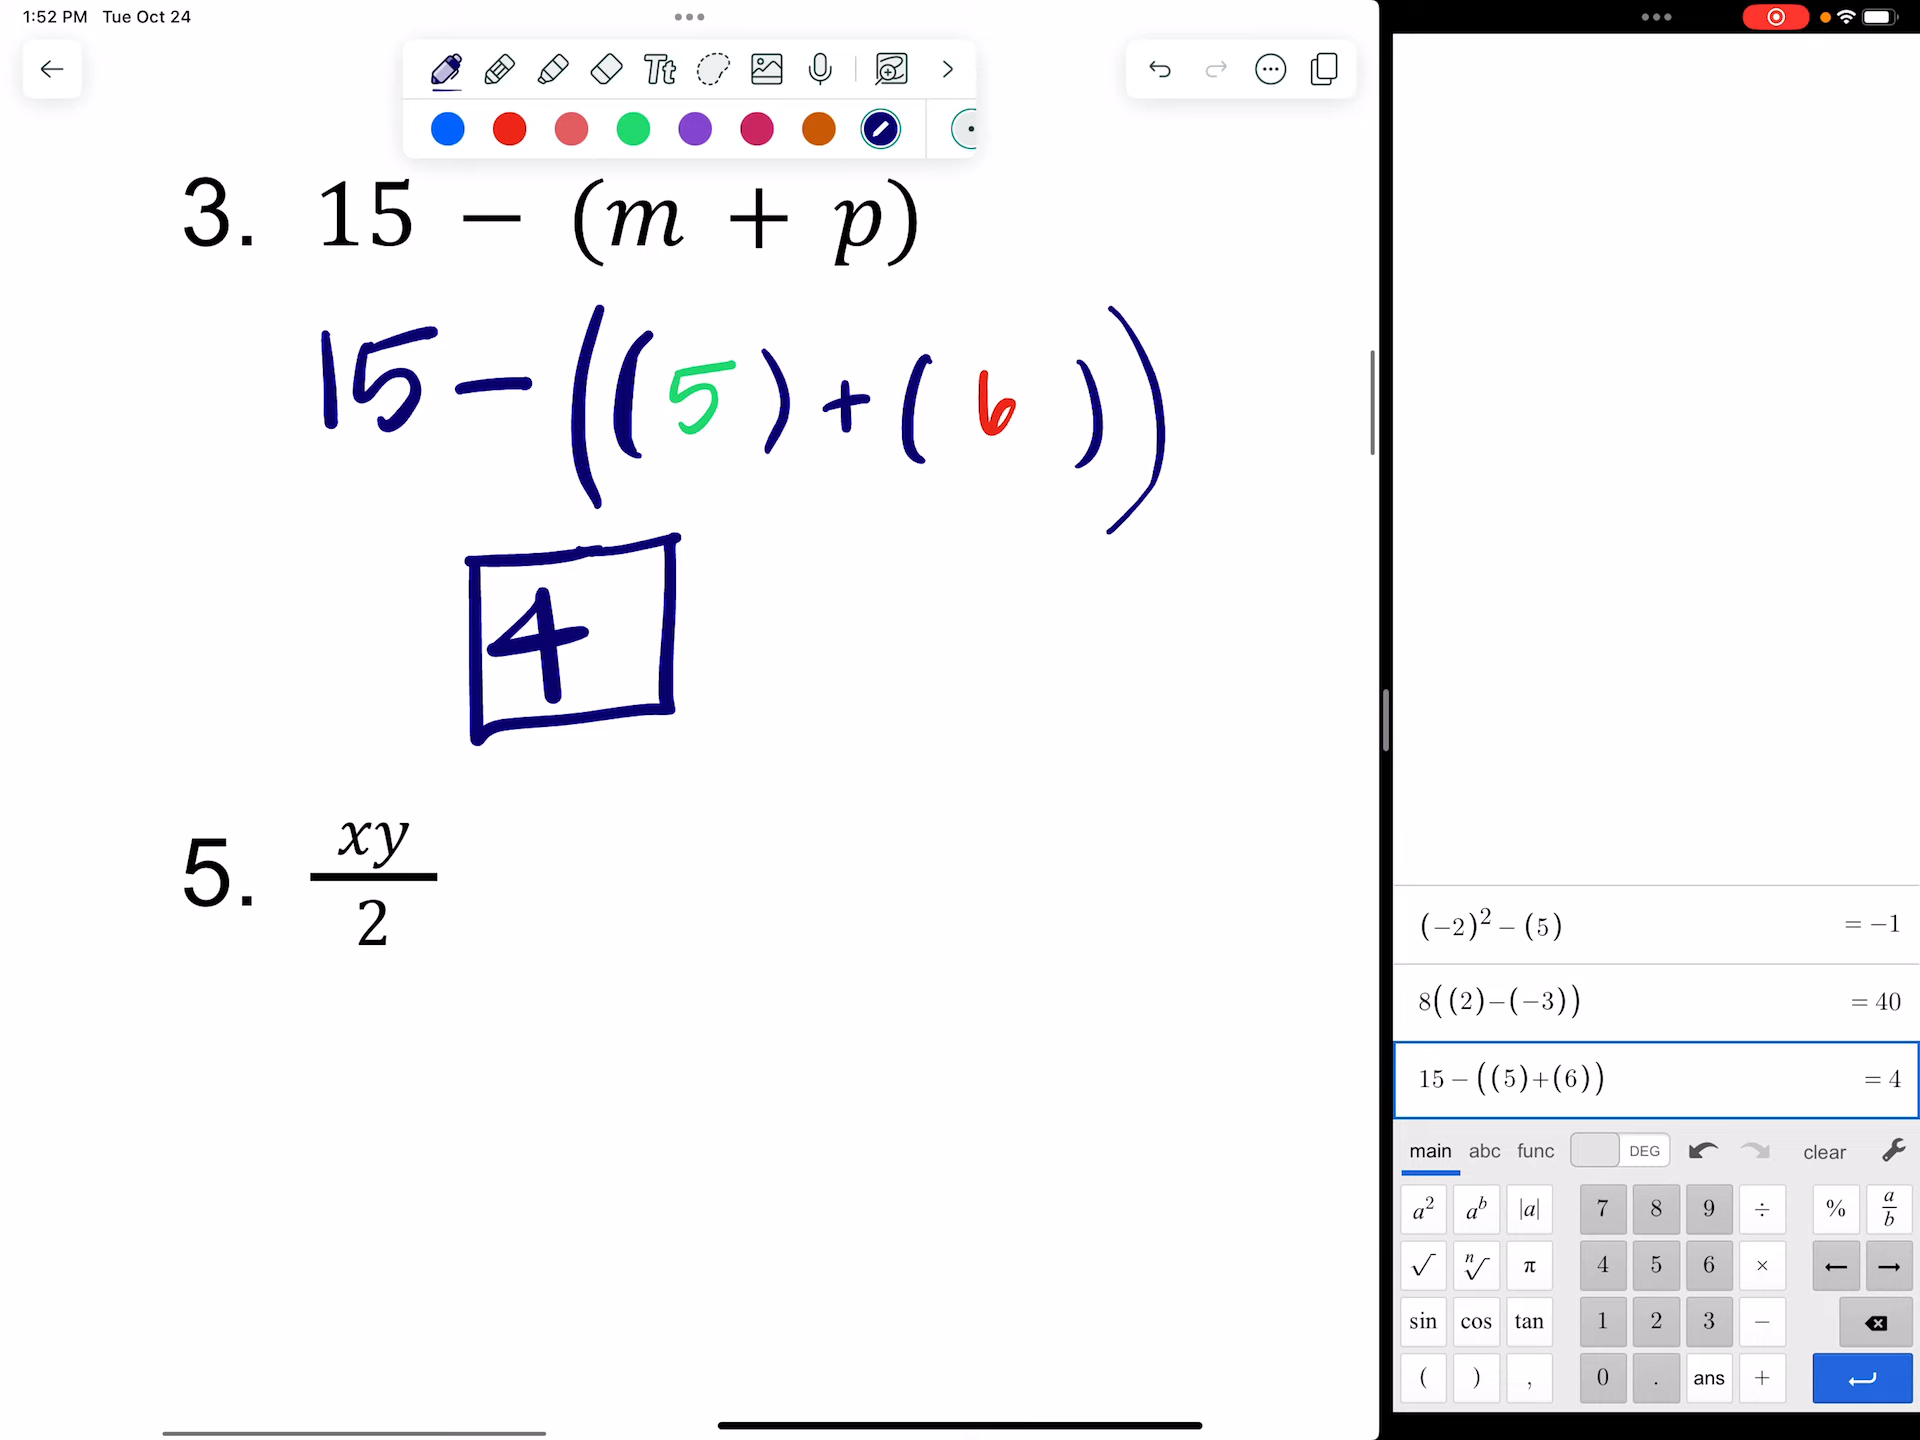 1:52 PM Tue Oct 24
Tt
3. 15 − (m + p)
15 − ((5) + (6))
4
5. xy
2
(−2)² − (5) = −1
8((2)−(−3)) = 40
15 − ((5)+(6)) = 4
main abc func DEG clear
a² aᵇ |a| 7 8 9 ÷ % a/b
√ ⁿ√ π 4 5 6 × ← →
sin cos tan 1 2 3 −
( ) , 0 . ans +